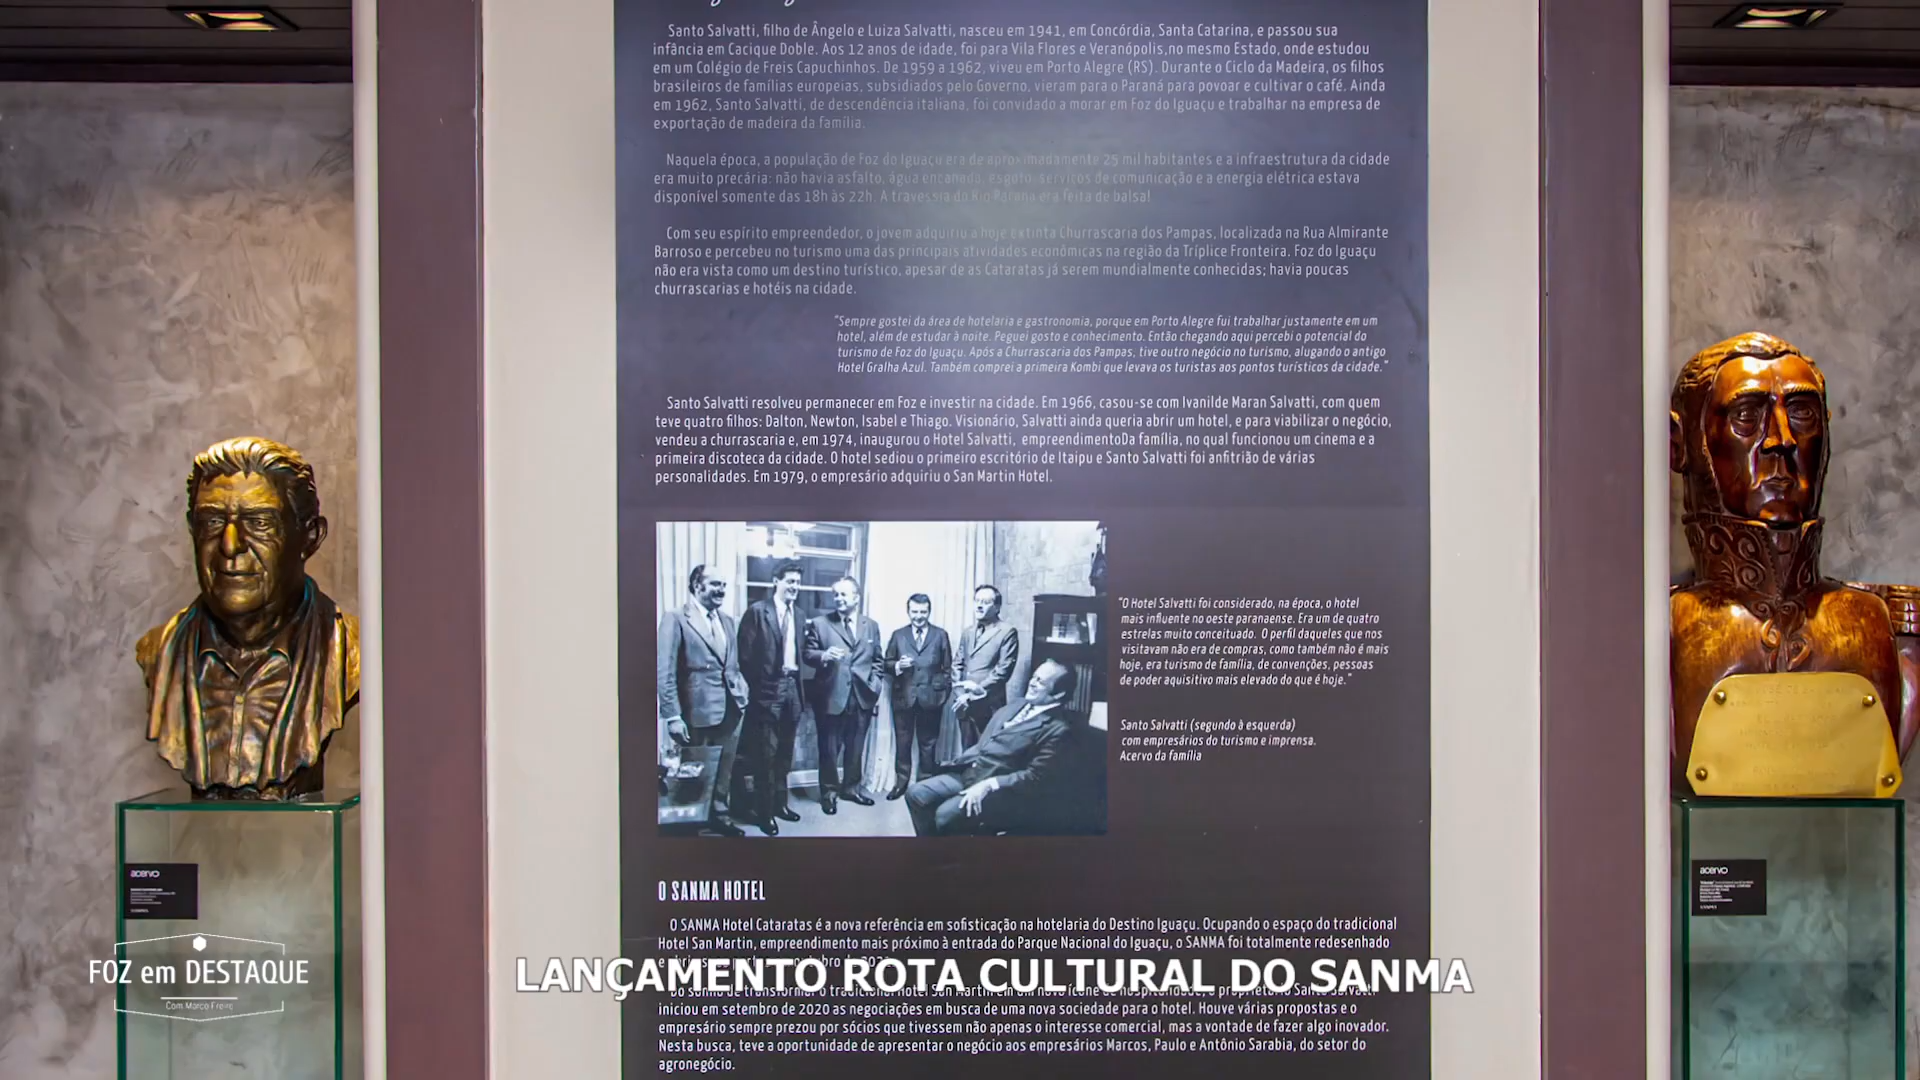 Santo Salvatti, filho de Ângelo e Luiza Salvatti, nasceu em 1941, em Concórdia, Santa Catarina, e passou sua
infância em Cacique Doble. Aos 12 anos de idade, foi para Vila Flores e Veranópolis,no mesmo Estado, onde estudou
em um Colégio de Freis Capuchinhos. De 1959 a 1962, viveu em Porto Alegre (RS). Durante o Ciclo da Madeira, os filhos
brasileiros de famílias europeias, subsidiados pelo Governo, vieram para o Paraná para povoar e cultivar o café. Ainda
em 1962, Santo Salvatti, de descendência italiana, foi convidado a morar em Foz do Iguaçu e trabalhar na empresa de
exportação de madeira da família.
Naquela época, a população de Foz do Iguaçu era de aproximadamente 25 mil habitantes e a infraestrutura da cidade
era muito precária: não havia asfalto, água encanada, esgoto, serviços de comunicação e a energia elétrica estava
disponível somente das 18h às 22h. A travessia do Rio Paraná era feita de balsa!
Com seu espírito empreendedor, o jovem adquiriu a hoje extinta Churrascaria dos Pampas, localizada na Rua Almirante
Barroso e percebeu no turismo uma das principais atividades econômicas na região da Tríplice Fronteira. Foz do Iguaçu
não era vista como um destino turístico, apesar de as Cataratas já serem mundialmente conhecidas; havia poucas
churrascarias e hotéis na cidade.
"Sempre gostei da área de hotelaria e gastronomia, porque em Porto Alegre fui trabalhar justamente em um
hotel, além de estudar à noite. Peguei gosto e conhecimento. Então chegando aqui percebi o potencial do
turismo de Foz do Iguaçu. Após a Churrascaria dos Pampas, tive outro negócio no turismo, alugando o antigo
Hotel Gralha Azul. Também comprei a primeira Kombi que levava os turistas aos pontos turísticos da cidade."
Santo Salvatti resolveu permanecer em Foz e investir na cidade. Em 1966, casou-se com Ivanilde Maran Salvatti, com quem
teve quatro filhos: Dalton, Newton, Isabel e Thiago. Visionário, Salvatti ainda queria abrir um hotel, e para viabilizar o negócio,
vendeu a churrascaria e, em 1974, inaugurou o Hotel Salvatti, empreendimentoDa família, no qual funcionou um cinema e a
primeira discoteca da cidade. O hotel sediou o primeiro escritório de Itaipu e Santo Salvatti foi anfitrião de várias
personalidades. Em 1979, o empresário adquiriu o San Martin Hotel.
"O Hotel Salvatti foi considerado, na época, o hotel
mais influente no oeste paranaense. Era um de quatro
estrelas muito conceituado. O perfil daqueles que nos
visitavam não era de compras, como também não é mais
hoje, era turismo de família, de convenções, pessoas
de poder aquisitivo mais elevado do que é hoje."
Santo Salvatti (segundo à esquerda)
com empresários do turismo e imprensa.
Acervo da família
O SANMA HOTEL
O SANMA Hotel Cataratas é a nova referência em sofisticação na hotelaria do Destino Iguaçu. Ocupando o espaço do tradicional
Hotel San Martin, empreendimento mais próximo à entrada do Parque Nacional do Iguaçu, o SANMA foi totalmente redesenhado
Do sonho de transformar o tradicional Hotel San Martin em um novo ícone de hospitalidade, o proprietário Santo Salvatti
iniciou em setembro de 2020 as negociações em busca de uma nova sociedade para o hotel. Houve várias propostas e o
empresário sempre prezou por sócios que tivessem não apenas o interesse comercial, mas a vontade de fazer algo inovador.
Nesta busca, teve a oportunidade de apresentar o negócio aos empresários Marcos, Paulo e Antônio Sarabia, do setor do
agronegócio.
acervo
acervo
FOZ em DESTAQUE
Com Marco Freire
LANÇAMENTO ROTA CULTURAL DO SANMA